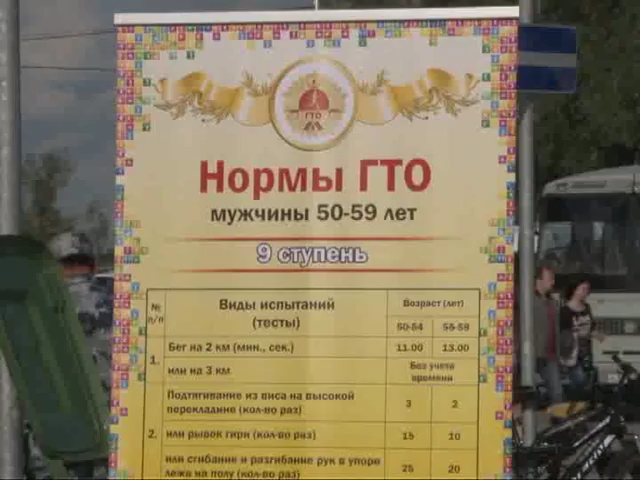 ГТО
Нормы ГТО
мужчины 50-59 лет
9 ступень
№ п/п
Виды испытаний (тесты)
Возраст (лет)
50-54 55-59
1.
Бег на 2 км (мин., сек.) 11.00 13.00
или на 3 км Без учета времени
2.
Подтягивание из виса на высокой
перекладине (кол-во раз) 3 2
или рывок гири (кол-во раз) 15 10
или сгибание и разгибание рук в упоре
лежа на полу (кол-во раз) 25 20